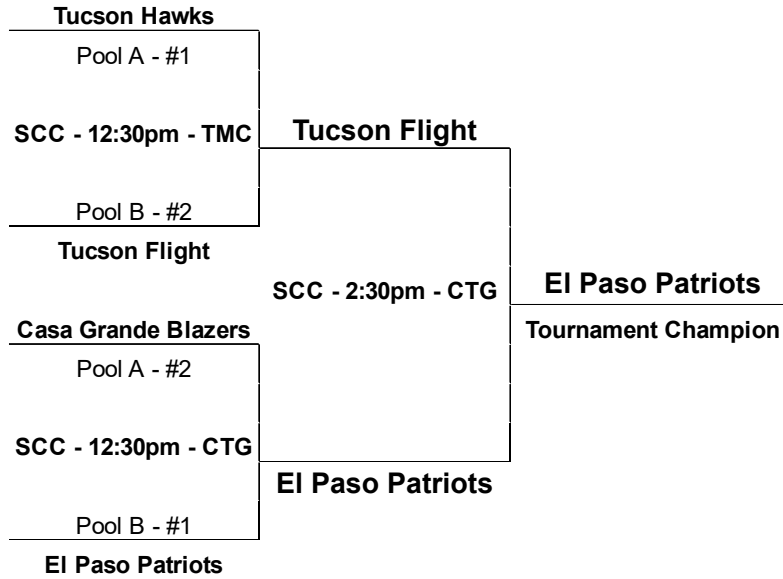 Tucson Hawks
Pool A - #1
SCC - 12:30pm - TMC
Tucson Flight
Pool B - #2
Tucson Flight
SCC - 2:30pm - CTG
El Paso Patriots
Tournament Champion
Casa Grande Blazers
Pool A - #2
SCC - 12:30pm - CTG
El Paso Patriots
Pool B - #1
El Paso Patriots